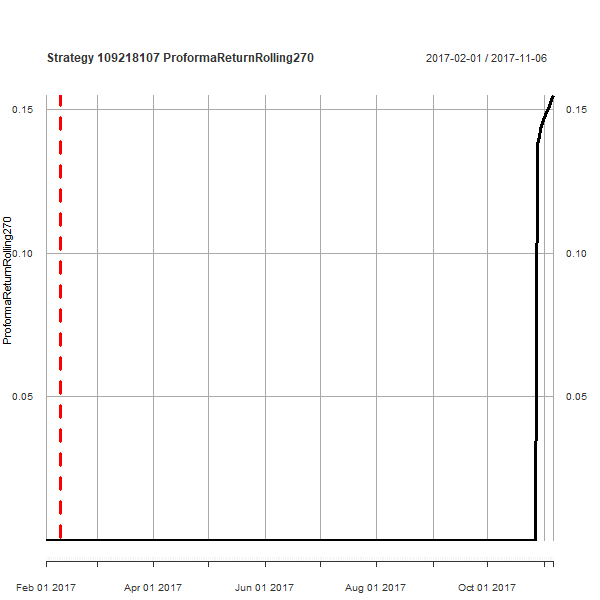 Strategy 109218107 ProformaReturnRolling270
2017-02-01 / 2017-11-06
ProformaReturnRolling270
0.15
0.15
0.10
0.10
0.05
0.05
Feb 01 2017
Apr 01 2017
Jun 01 2017
Aug 01 2017
Oct 01 2017